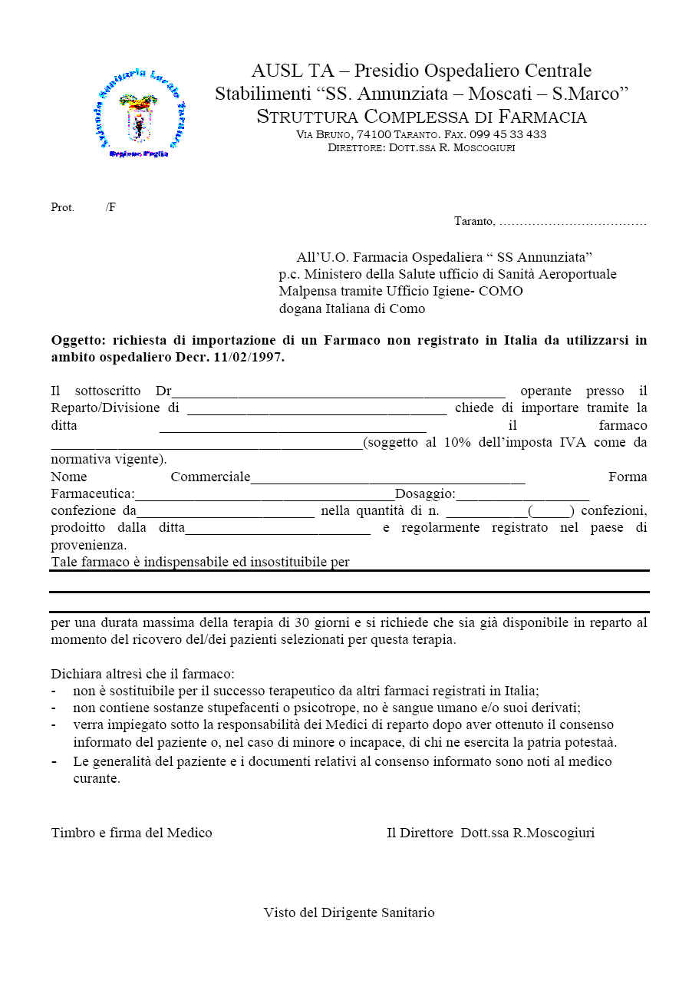 AUSL TA – Presidio Ospedaliero Centrale
Stabilimenti “SS. Annunziata – Moscati – S.Marco”
STRUTTURA COMPLESSA DI FARMACIA
VIA BRUNO, 74100 TARANTO. FAX. 099 45 33 433
DIRETTORE: DOTT.SSA R. MOSCOGIURI
Azienda Sanitaria Locale Taranto
Regione Puglia
Prot. /F
Taranto, …………………………………
All’U.O. Farmacia Ospedaliera “ SS Annunziata”
p.c. Ministero della Salute ufficio di Sanità Aeroportuale
Malpensa tramite Ufficio Igiene- COMO
dogana Italiana di Como
Oggetto: richiesta di importazione di un Farmaco non registrato in Italia da utilizzarsi in
ambito ospedaliero Decr. 11/02/1997.
Il sottoscritto Dr_____________________________________________ operante presso il
Reparto/Divisione di ___________________________________ chiede di importare tramite la
ditta ____________________________________ il farmaco
__________________________________________(soggetto al 10% dell’imposta IVA come da
normativa vigente).
Nome Commerciale_____________________________________ Forma
Farmaceutica:___________________________________Dosaggio:__________________
confezione da________________________ nella quantità di n. ___________(_____) confezioni,
prodoitto dalla ditta_________________________ e regolarmente registrato nel paese di
provenienza.
Tale farmaco è indispensabile ed insostituibile per
per una durata massima della terapia di 30 giorni e si richiede che sia già disponibile in reparto al
momento del ricovero del/dei pazienti selezionati per questa terapia.
Dichiara altresì che il farmaco:
- non è sostituibile per il successo terapeutico da altri farmaci registrati in Italia;
- non contiene sostanze stupefacenti o psicotrope, no è sangue umano e/o suoi derivati;
- verra impiegato sotto la responsabilità dei Medici di reparto dopo aver ottenuto il consenso
informato del paziente o, nel caso di minore o incapace, di chi ne esercita la patria potestaà.
- Le generalità del paziente e i documenti relativi al consenso informato sono noti al medico
curante.
Timbro e firma del Medico Il Direttore Dott.ssa R.Moscogiuri
Visto del Dirigente Sanitario